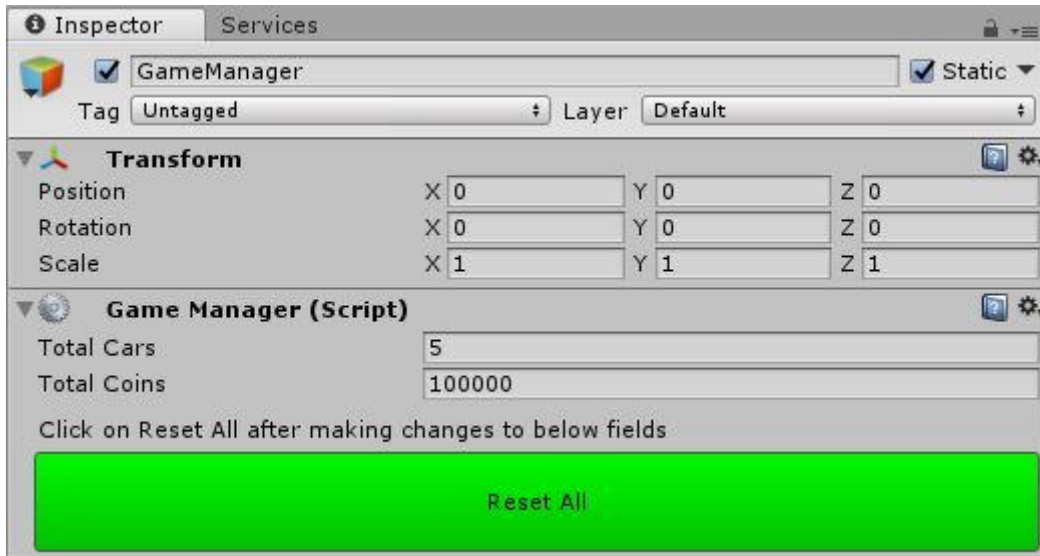 Inspector Services
GameManager Static
Tag Untagged Layer Default
Transform
Position X 0 Y 0 Z 0
Rotation X 0 Y 0 Z 0
Scale X 1 Y 1 Z 1
Game Manager (Script)
Total Cars 5
Total Coins 100000
Click on Reset All after making changes to below fields
Reset All